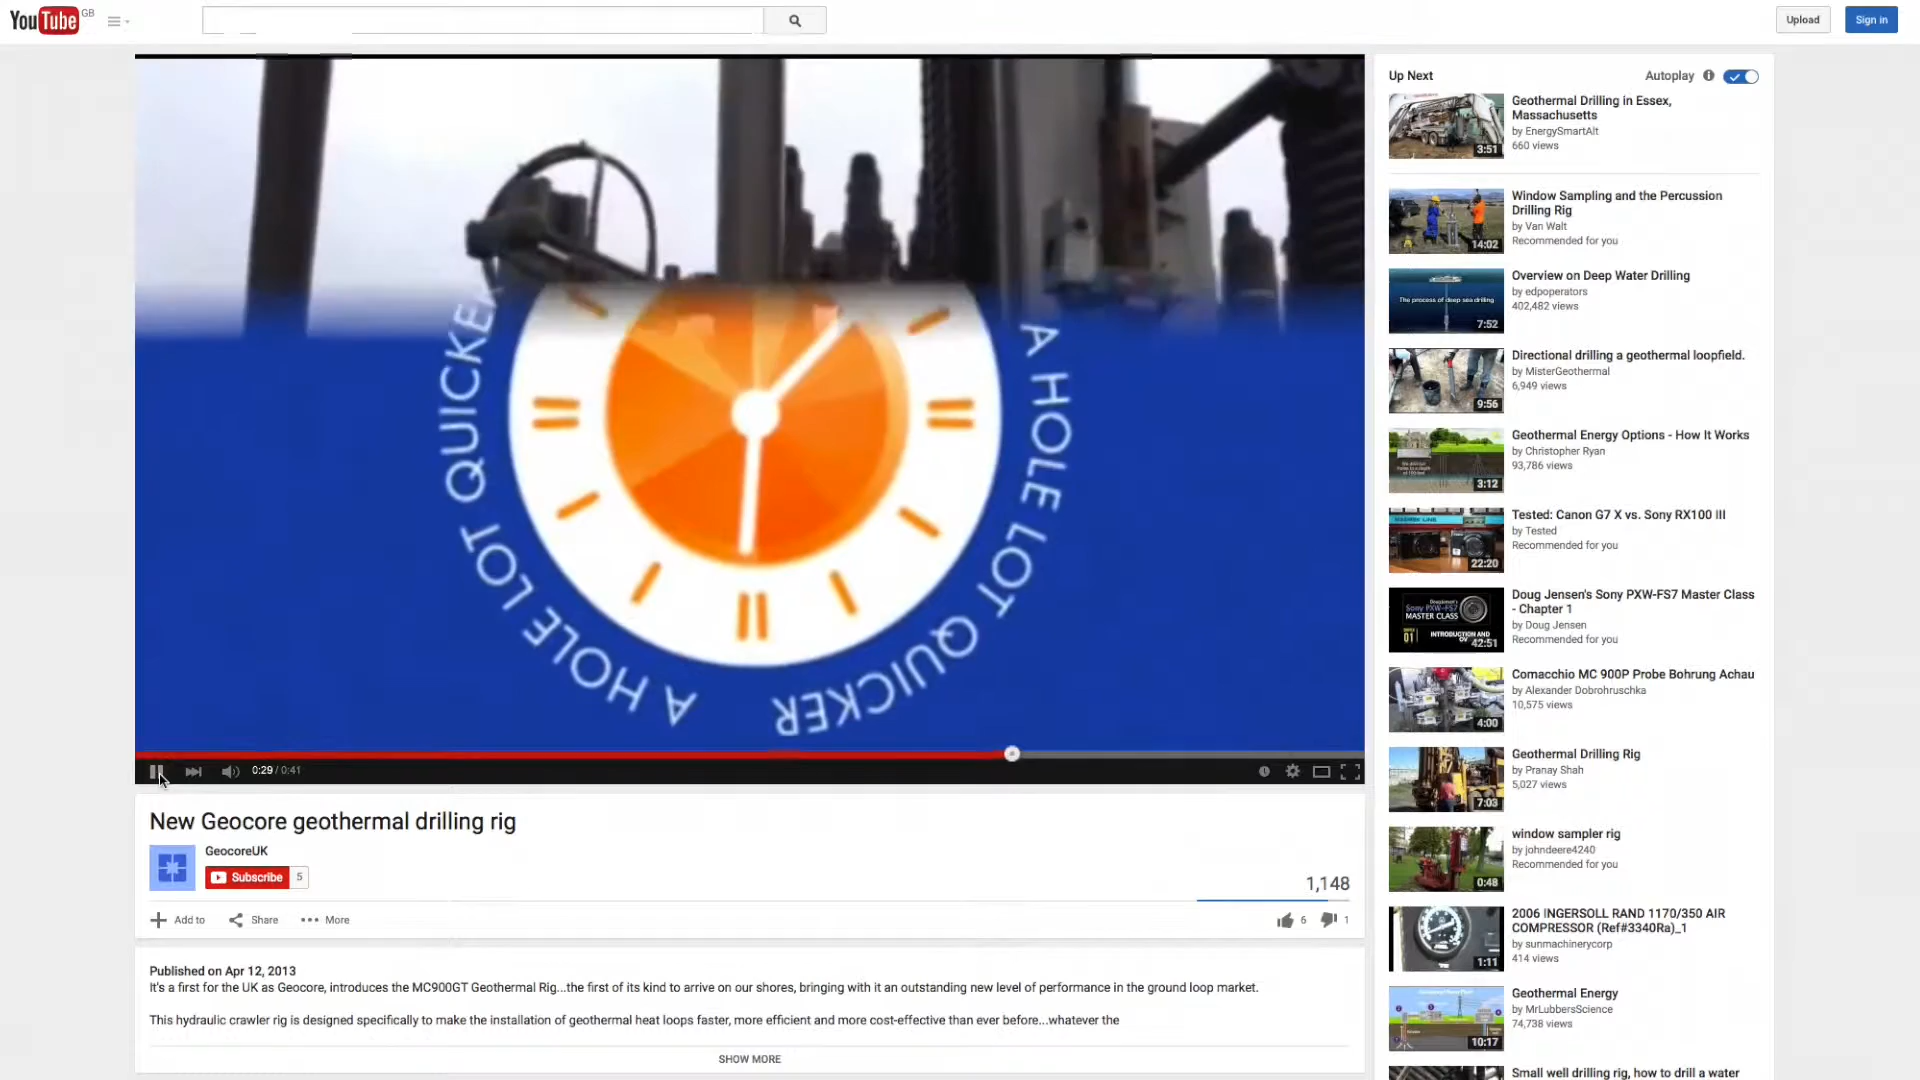 YouTube GB
Upload
Sign in
A HOLE LOT QUICKER
A HOLE LOT QUICKER
0:29 / 0:41
New Geocore geothermal drilling rig
GeocoreUK
Subscribe 5
1,148
Add to
Share
More
6
1
Published on Apr 12, 2013
It's a first for the UK as Geocore, introduces the MC900GT Geothermal Rig...the first of its kind to arrive on our shores, bringing with it an outstanding new level of performance in the ground loop market.
This hydraulic crawler rig is designed specifically to make the installation of geothermal heat loops faster, more efficient and more cost-effective than ever before...whatever the
SHOW MORE
Up Next
Autoplay
3:51
Geothermal Drilling in Essex,
Massachusetts
by EnergySmartAlt
660 views
14:02
Window Sampling and the Percussion
Drilling Rig
by Van Walt
Recommended for you
The process of deep sea drilling
7:52
Overview on Deep Water Drilling
by edpoperators
402,482 views
9:56
Directional drilling a geothermal loopfield.
by MisterGeothermal
6,949 views
3:12
Geothermal Energy Options - How It Works
by Christopher Ryan
93,786 views
22:20
Tested: Canon G7 X vs. Sony RX100 III
by Tested
Recommended for you
Sony PXW-FS7
MASTER CLASS
01
INTRODUCTION AND
42:51
Doug Jensen's Sony PXW-FS7 Master Class
- Chapter 1
by Doug Jensen
Recommended for you
4:00
Comacchio MC 900P Probe Bohrung Achau
by Alexander Dobrohruschka
10,575 views
7:03
Geothermal Drilling Rig
by Pranay Shah
5,027 views
0:48
window sampler rig
by johndeere4240
Recommended for you
1:11
2006 INGERSOLL RAND 1170/350 AIR
COMPRESSOR (Ref#3340Ra)_1
by sunmachinerycorp
414 views
10:17
Geothermal Energy
by MrLubbersScience
74,738 views
Small well drilling rig, how to drill a water